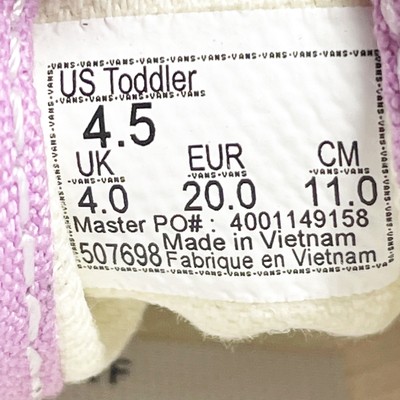 US Toddler
4.5
UK EUR CM
4.0 20.0 11.0
Master PO# : 4001149158
Made in Vietnam
507698 Fabrique en Vietnam